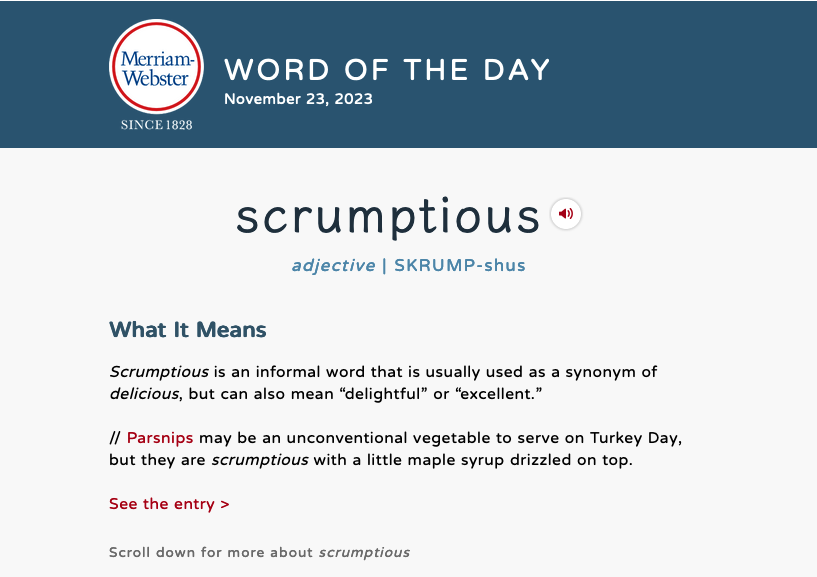 Merriam-
Webster
SINCE 1828
WORD OF THE DAY
November 23, 2023
scrumptious
adjective | SKRUMP-shus
What It Means
Scrumptious is an informal word that is usually used as a synonym of
delicious, but can also mean “delightful” or “excellent.”
// Parsnips may be an unconventional vegetable to serve on Turkey Day,
but they are scrumptious with a little maple syrup drizzled on top.
See the entry >
Scroll down for more about scrumptious